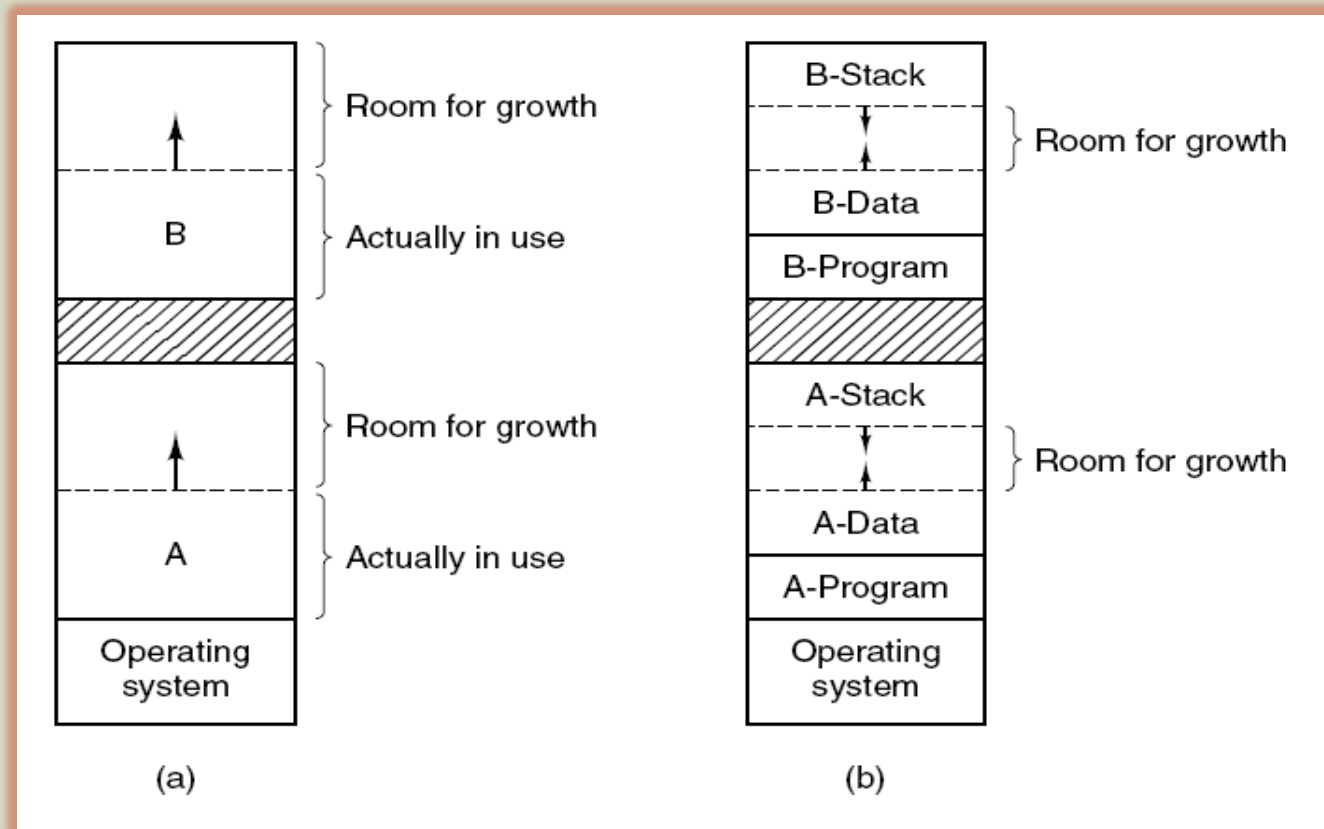 Room for growth
B
Actually in use
Room for growth
A
Actually in use
Operating
system
(a)
B-Stack
Room for growth
B-Data
B-Program
A-Stack
Room for growth
A-Data
A-Program
Operating
system
(b)